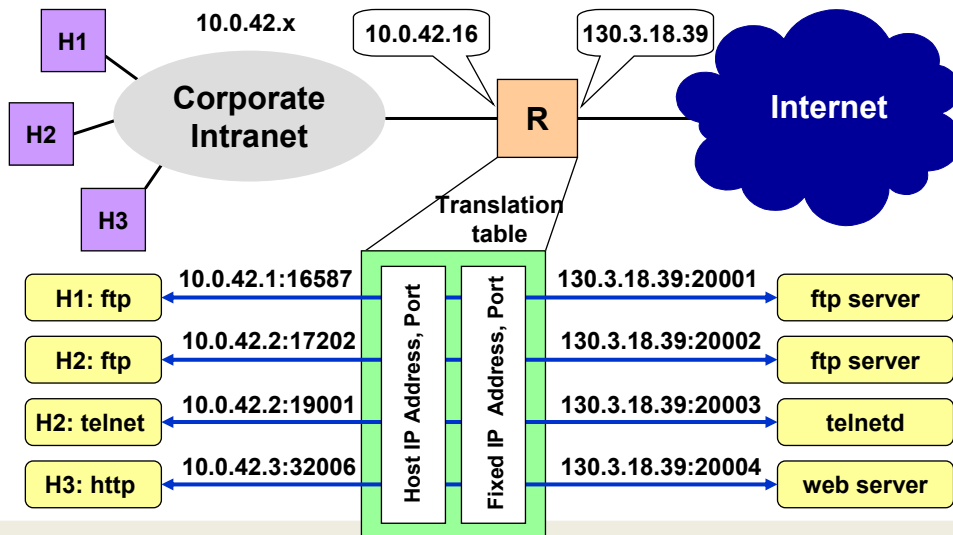 H1
10.0.42.x
10.0.42.16
130.3.18.39
Corporate
Intranet
R
Internet
H2
H3
Translation
table
Host IP Address, Port
Fixed IP Address, Port
H1: ftp
10.0.42.1:16587
130.3.18.39:20001
ftp server
H2: ftp
10.0.42.2:17202
130.3.18.39:20002
ftp server
H2: telnet
10.0.42.2:19001
130.3.18.39:20003
telnetd
H3: http
10.0.42.3:32006
130.3.18.39:20004
web server